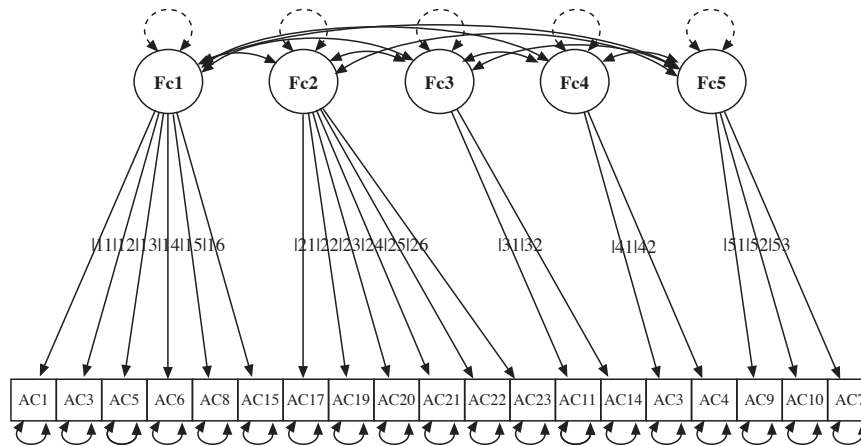 Fc1 Fc2 Fc3 Fc4 Fc5
l11l12l13l14l15l16 l21l22l23l24l25l26 l31l32 l41l42 l51l52l53
AC1 AC3 AC5 AC6 AC8 AC15 AC17 AC19 AC20 AC21 AC22 AC23 AC11 AC14 AC3 AC4 AC9 AC10 AC7